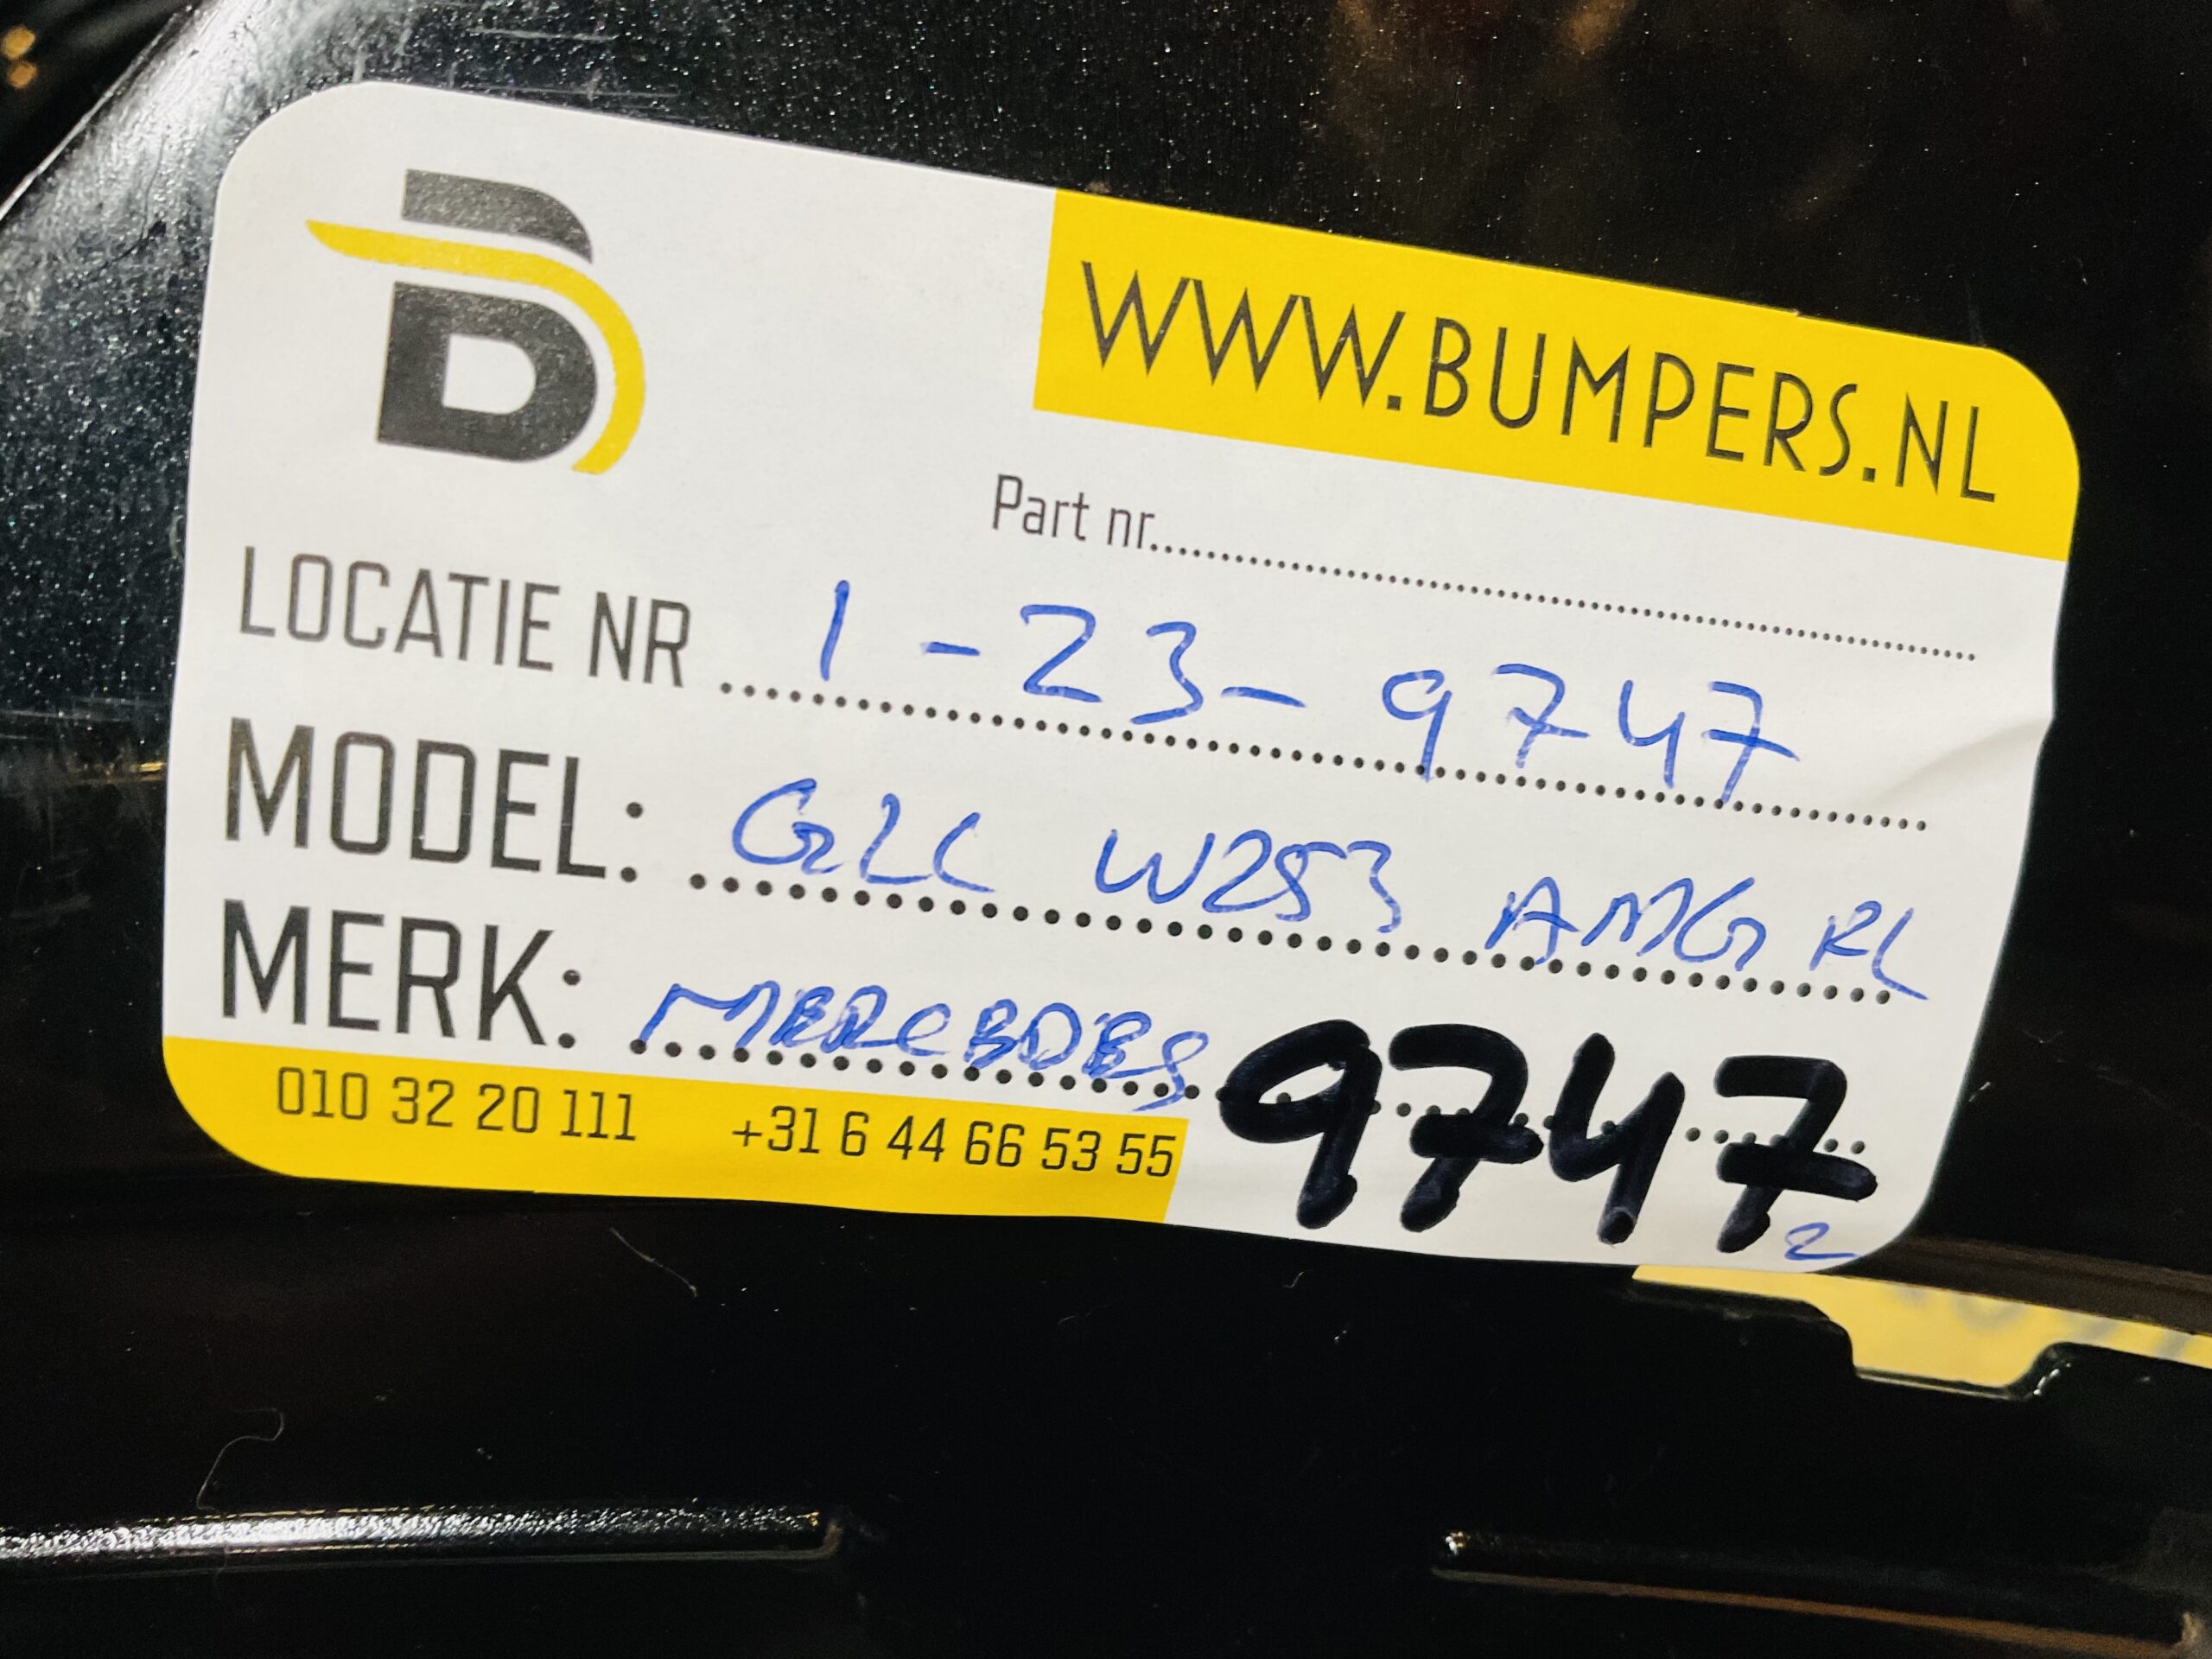 B
WWW.BUMPERS.NL
Part nr.
LOCATIE NR 1-23-9747
MODEL: GLC W253 AMG RL
MERK: MERCEDES
9747
2
010 32 20 111 +31 6 44 66 53 55